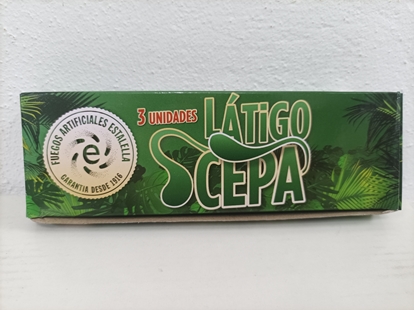 FUEGOS ARTIFICIALES ESTALELLA
e
GARANTIA DESDE 1916
3 UNIDADES
LÁTiGO
CEPA